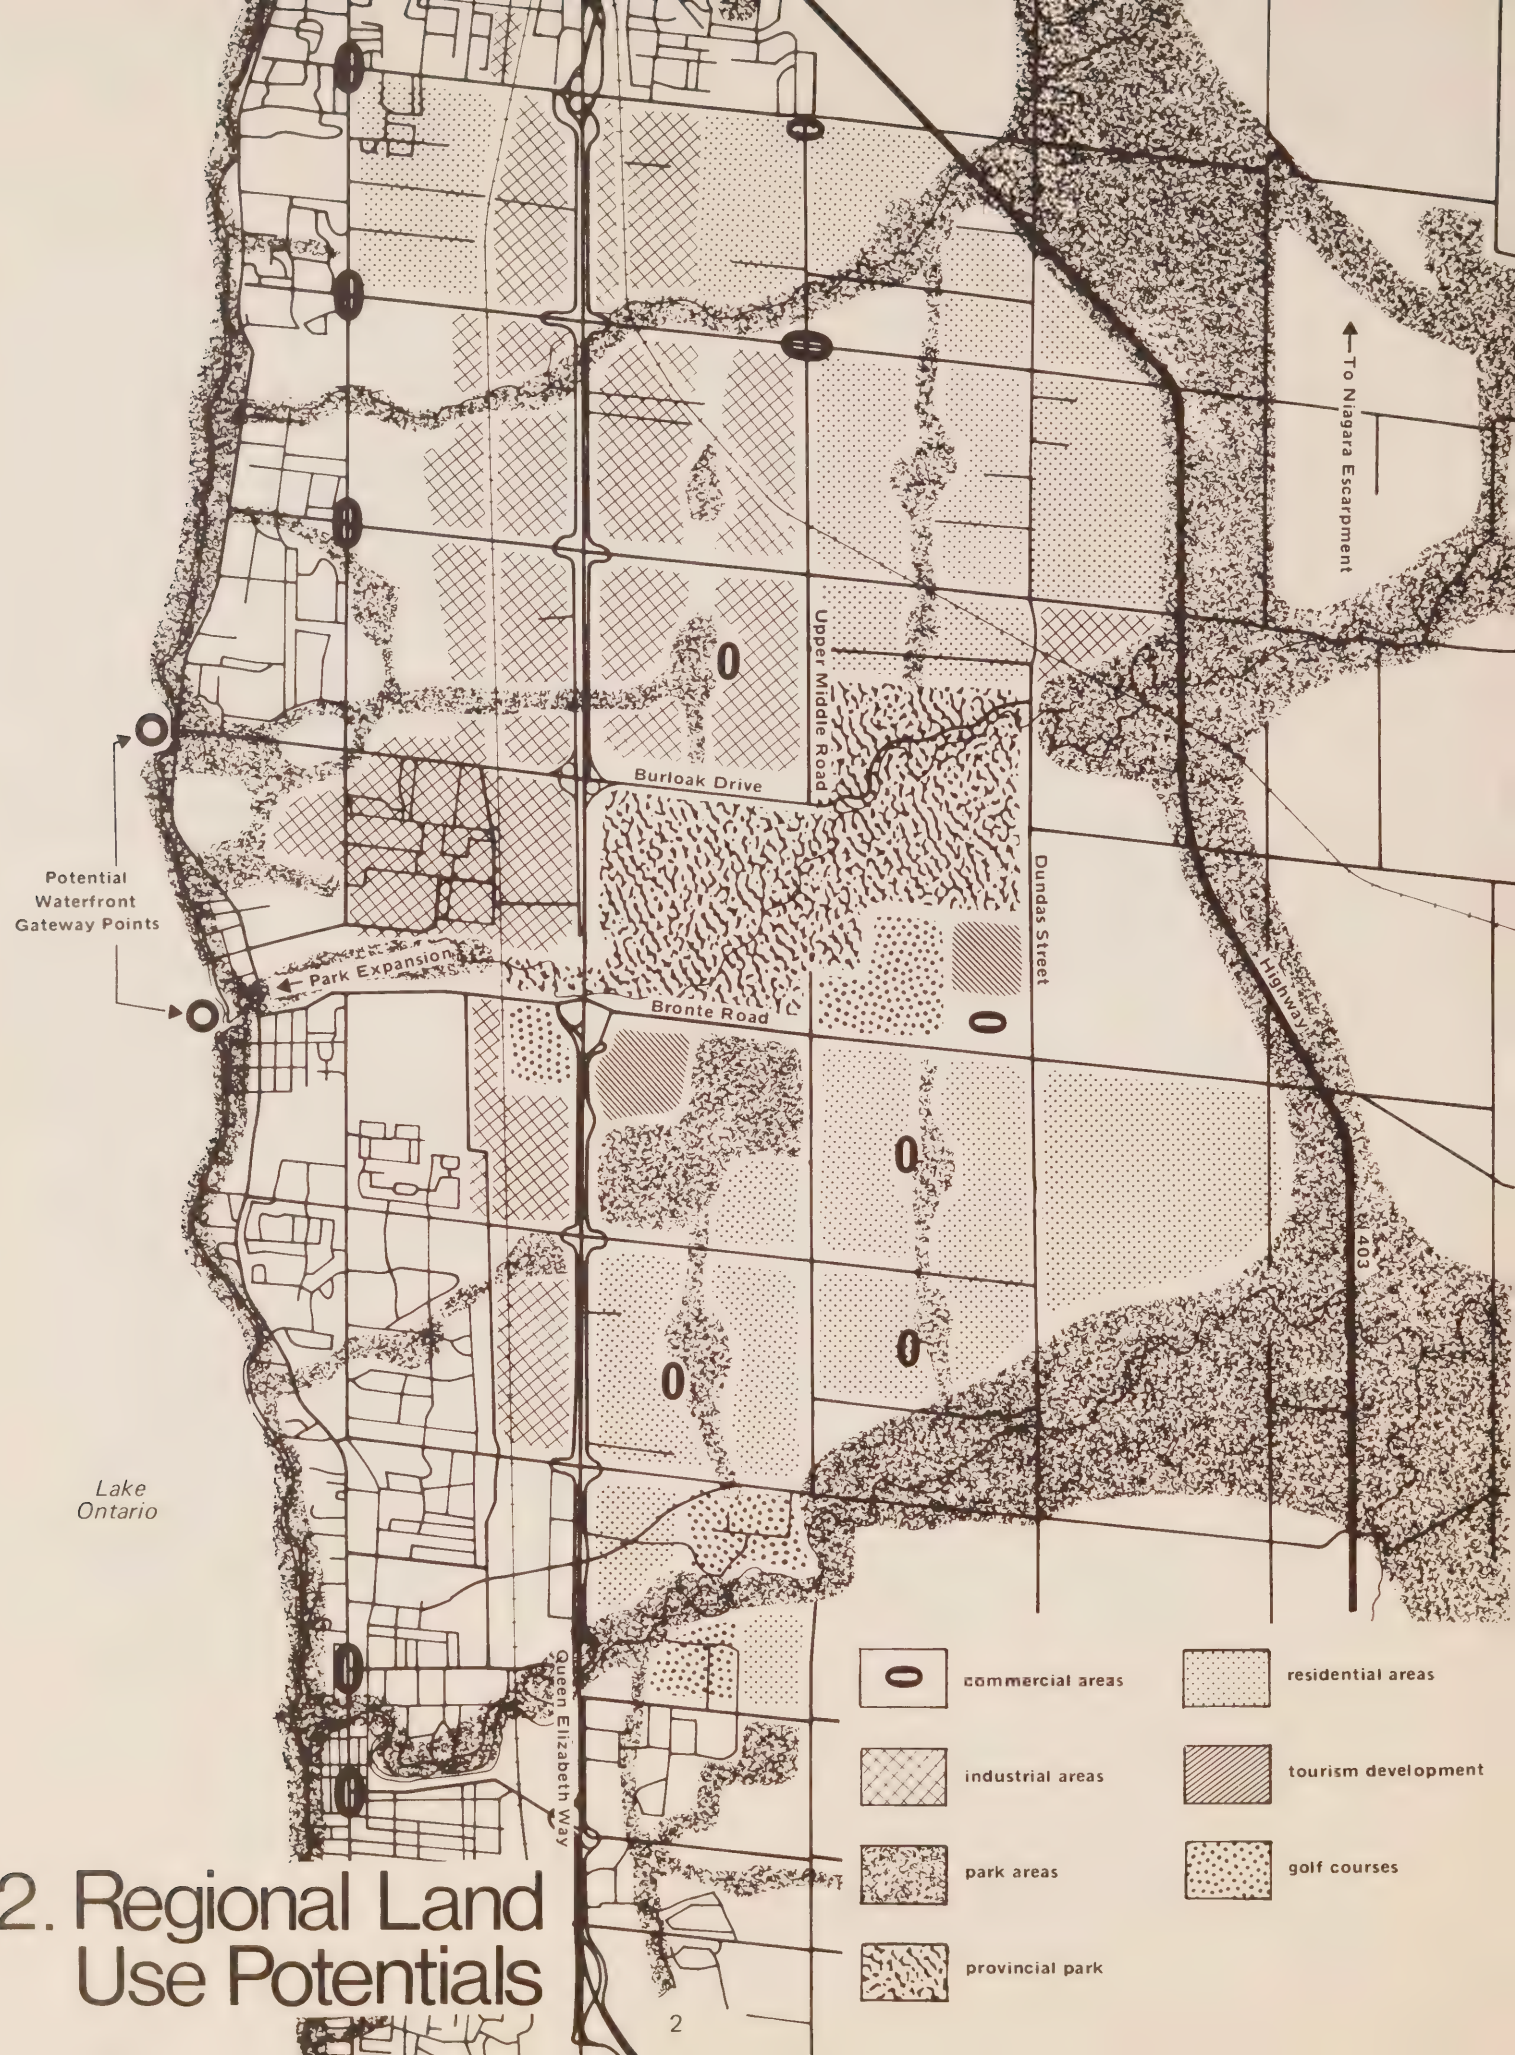 To Niagara Escarpment
Upper Middle Road
Burloak Drive
Potential
Waterfront
Gateway Points
Dundas Street
Park Expansion
Highway
Bronte Road
403
Lake
Ontario
Queen Elizabeth Way
commercial areas
residential areas
industrial areas
tourism development
park areas
golf courses
provincial park
2. Regional Land
Use Potentials
2